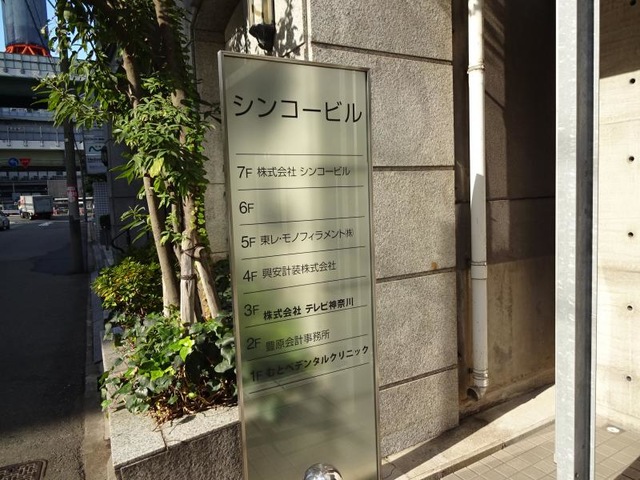 シンコービル
7F 株式会社 シンコービル
6F
5F 東レ・モノフィラメント㈱
4F 興安計装株式会社
3F 株式会社 テレビ神奈川
2F 豊原会計事務所
1F むとべデンタルクリニック